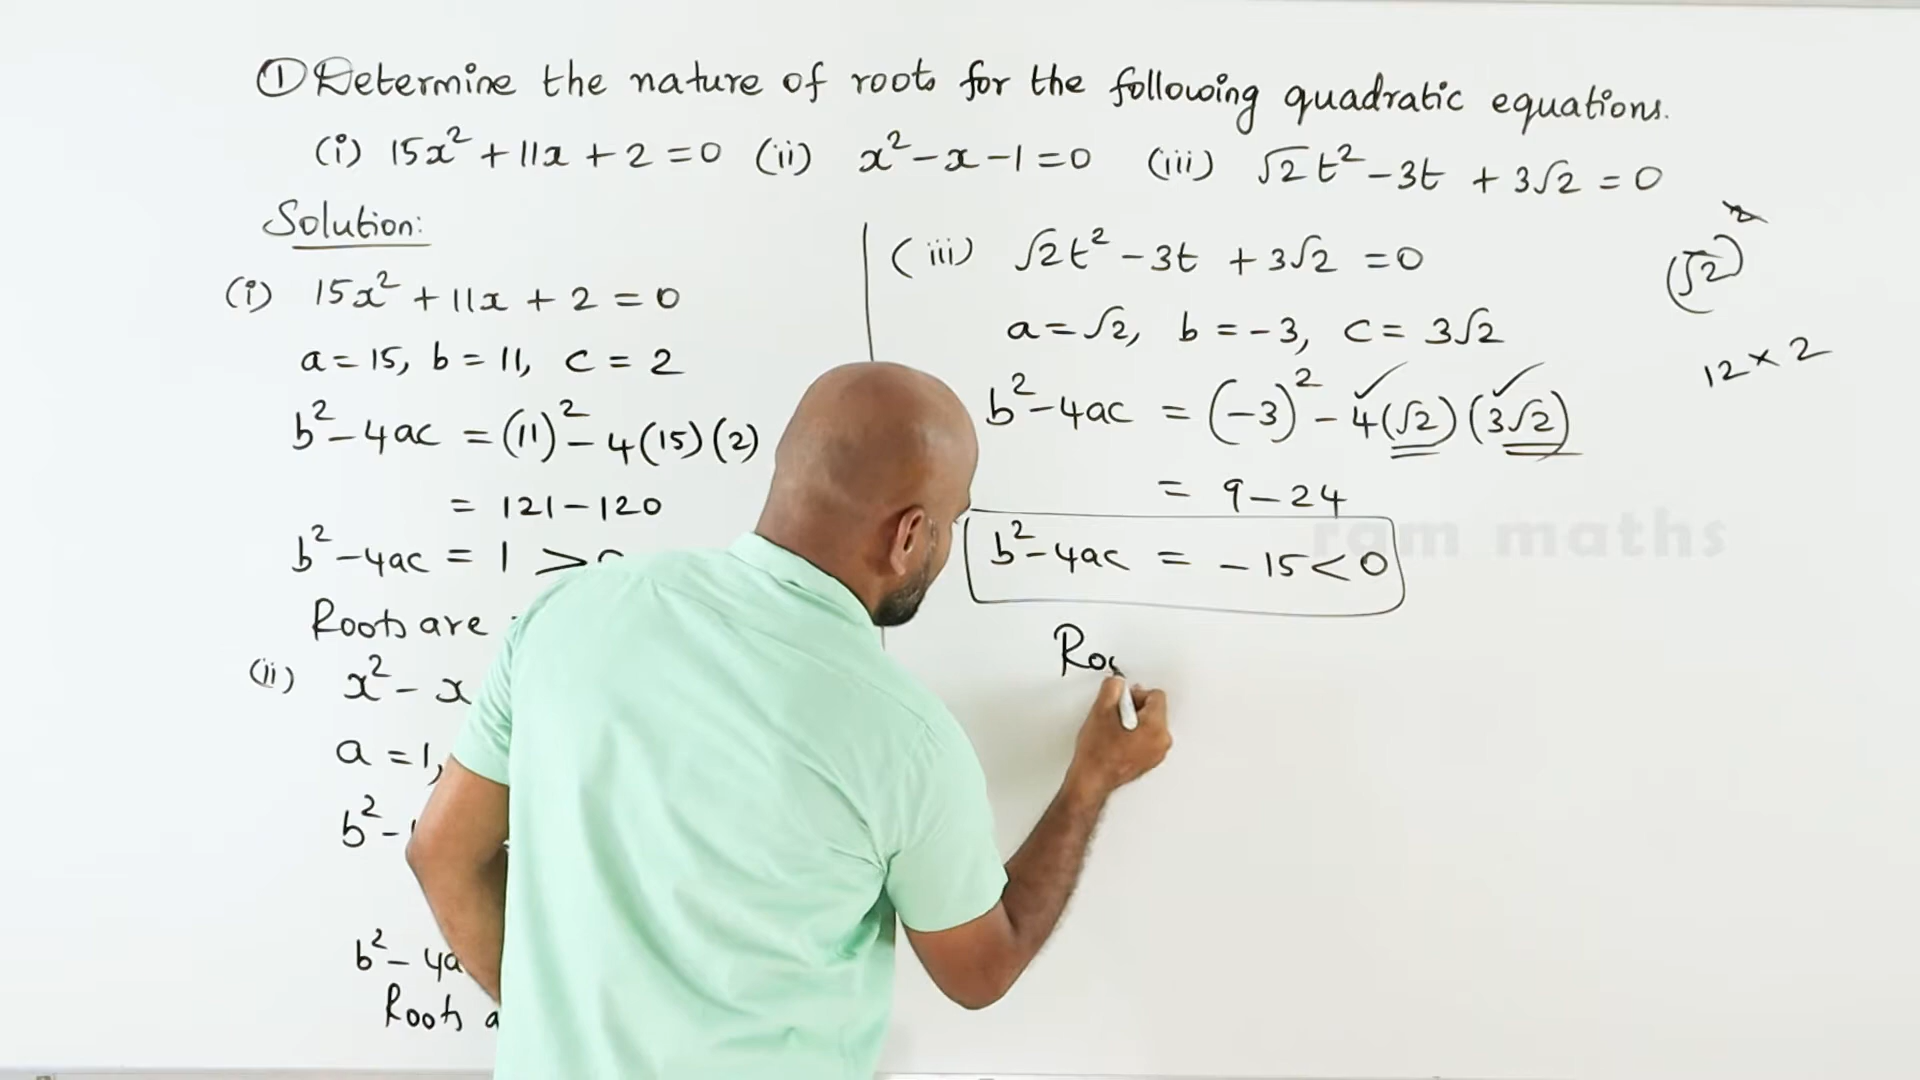 ① Determine the nature of roots for the following quadratic equations.
(i) 15x² + 11x + 2 = 0 (ii) x² - x - 1 = 0 (iii) √2t² - 3t + 3√2 = 0
Solution:
(i) 15x² + 11x + 2 = 0
a = 15, b = 11, c = 2
b² - 4ac = (11)² - 4(15)(2)
= 121 - 120
b² - 4ac = 1 >
Roots are
(ii) x² - x
a = 1,
b² -
b² - 4a
Roots a
(iii) √2t² - 3t + 3√2 = 0
a = √2, b = -3, c = 3√2
b² - 4ac = (-3)² - 4(√2)(3√2)
= 9 - 24
b² - 4ac = -15 < 0
Roo
(√2)²
12 × 2
ram maths